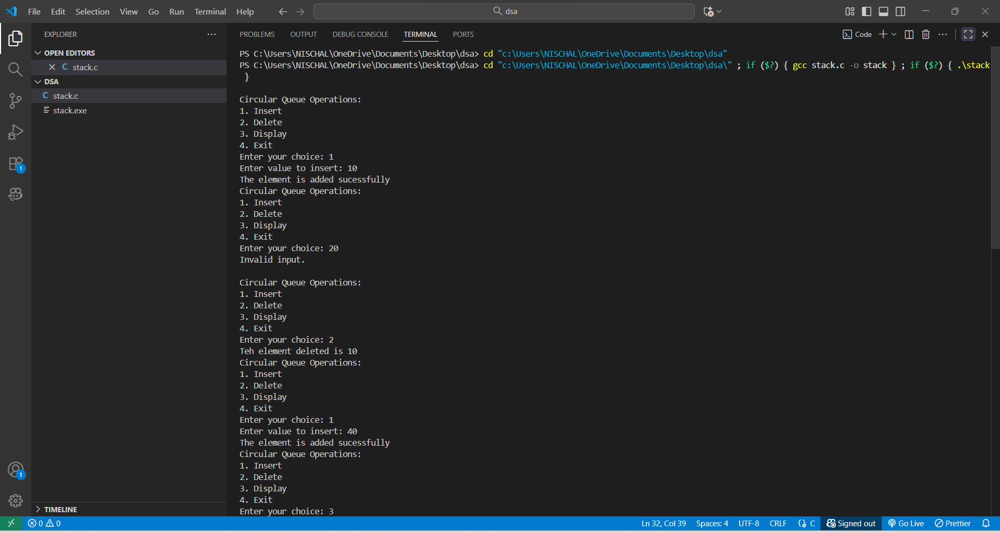 File Edit Selection View Go Run Terminal Help
dsa
EXPLORER
OPEN EDITORS
C stack.c
DSA
C stack.c
stack.exe
TIMELINE
1
1
PROBLEMS OUTPUT DEBUG CONSOLE TERMINAL PORTS
Code
PS C:\Users\NISCHAL\OneDrive\Documents\Desktop\dsa> cd "c:\Users\NISCHAL\OneDrive\Documents\Desktop\dsa"
PS C:\Users\NISCHAL\OneDrive\Documents\Desktop\dsa> cd "c:\Users\NISCHAL\OneDrive\Documents\Desktop\dsa\" ; if ($?) { gcc stack.c -o stack } ; if ($?) { .\stack
}
Circular Queue Operations:
1. Insert
2. Delete
3. Display
4. Exit
Enter your choice: 1
Enter value to insert: 10
The element is added sucessfully
Circular Queue Operations:
1. Insert
2. Delete
3. Display
4. Exit
Enter your choice: 20
Invalid input.
Circular Queue Operations:
1. Insert
2. Delete
3. Display
4. Exit
Enter your choice: 2
Teh element deleted is 10
Circular Queue Operations:
1. Insert
2. Delete
3. Display
4. Exit
Enter your choice: 1
Enter value to insert: 40
The element is added sucessfully
Circular Queue Operations:
1. Insert
2. Delete
3. Display
4. Exit
Enter your choice: 3
0 0 Ln 32, Col 39 Spaces: 4 UTF-8 CRLF {} C Signed out Go Live Prettier